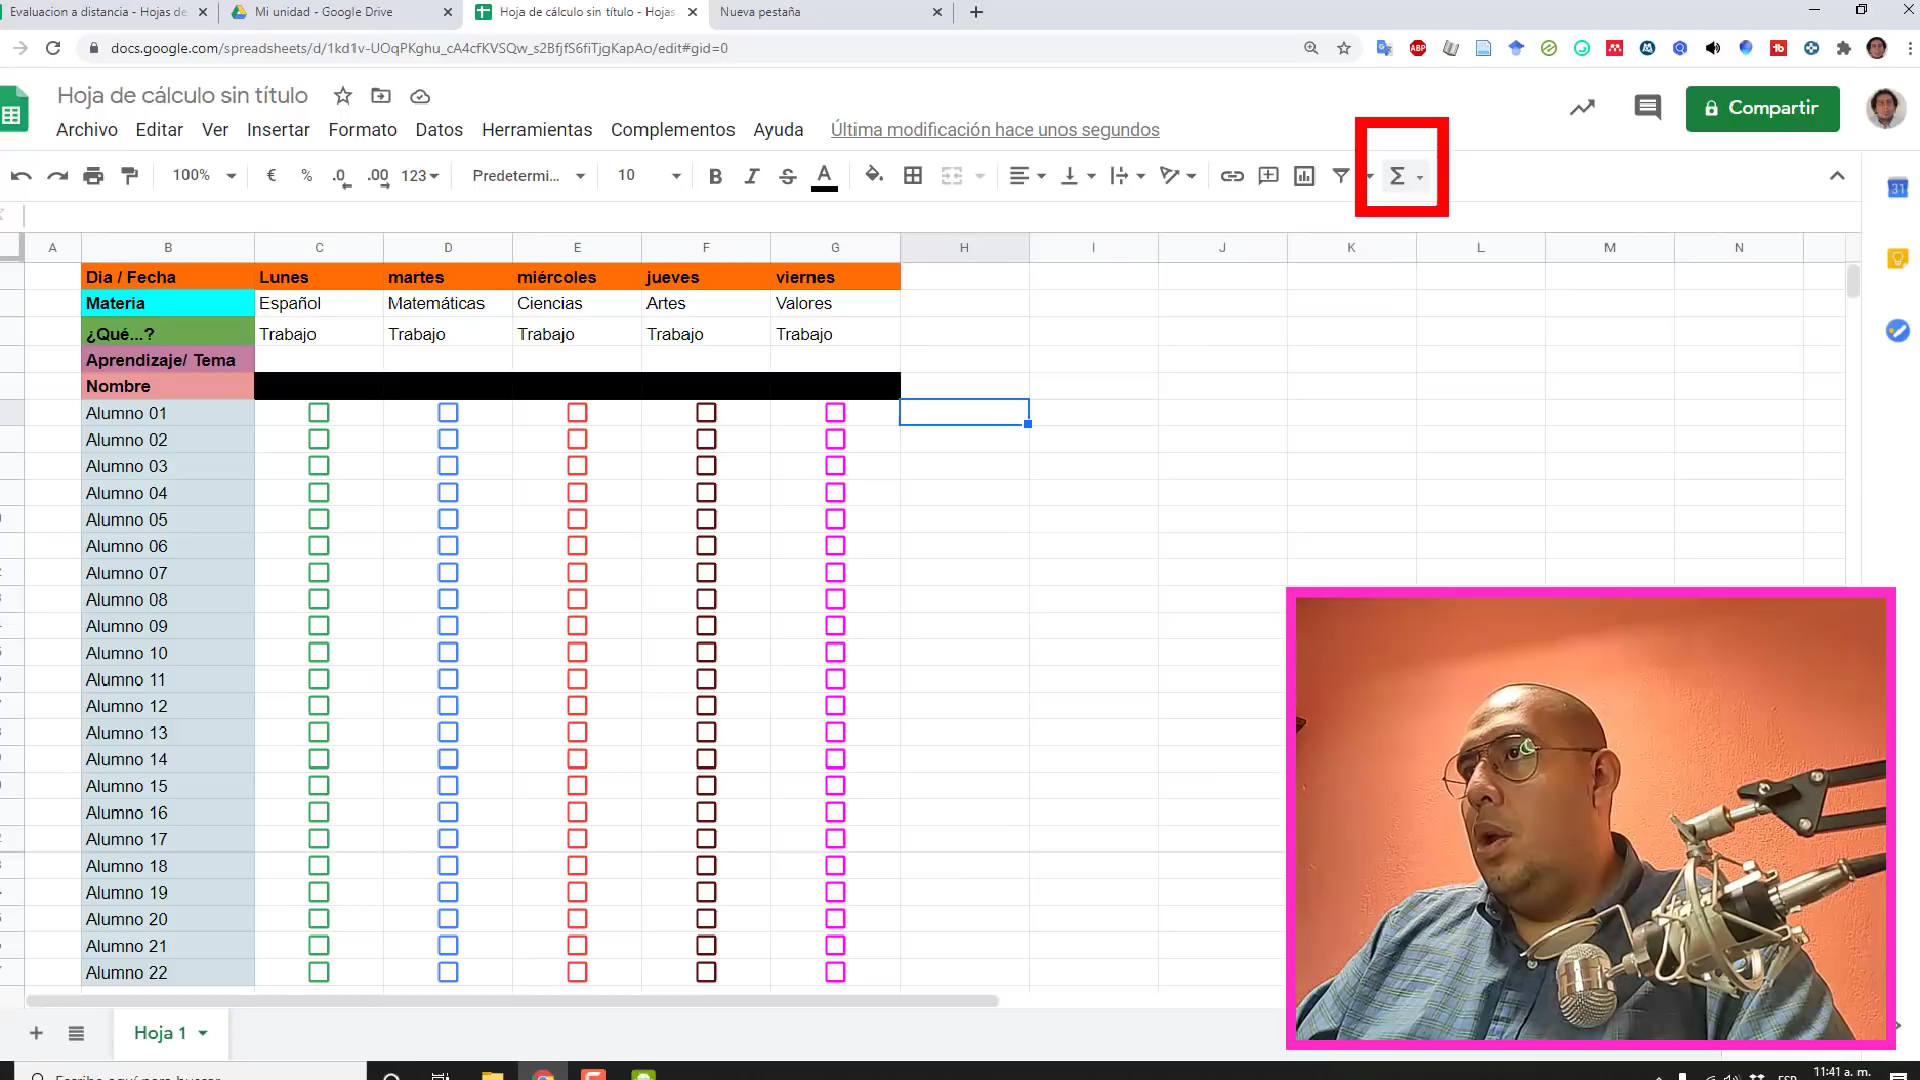 Evaluacion a distancia - Hojas de
Mi unidad - Google Drive
Hoja de cálculo sin título - Hojas
Nueva pestaña
docs.google.com/spreadsheets/d/1kd1v-UOqPKghu_cA4cfKVSQw_s2BfjfS6fiTjgKapAo/edit#gid=0
Hoja de cálculo sin título
Compartir
Archivo Editar Ver Insertar Formato Datos Herramientas Complementos Ayuda Última modificación hace unos segundos
100% € % .0 .00 123 Predetermi... 10 B I S A Σ
31
A B C D E F G H I J K L M N
Dia / Fecha Lunes martes miércoles jueves viernes
Materia Español Matemáticas Ciencias Artes Valores
¿Qué...? Trabajo Trabajo Trabajo Trabajo Trabajo
Aprendizaje/ Tema
Nombre
Alumno 01
Alumno 02
Alumno 03
Alumno 04
Alumno 05
Alumno 06
Alumno 07
Alumno 08
Alumno 09
Alumno 10
Alumno 11
Alumno 12
Alumno 13
Alumno 14
Alumno 15
Alumno 16
Alumno 17
Alumno 18
Alumno 19
Alumno 20
Alumno 21
Alumno 22
Hoja 1
Escribe aquí para buscar
ESP
11:41 a. m.